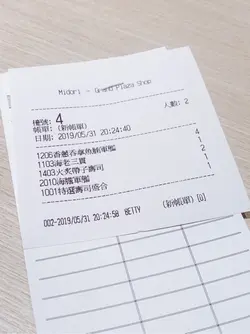 Midori - Grand Plaza Shop
檯號: 4
人數: 2
帳單: (新帳單)
日期: 2019/05/31 20:24:40
1206香蔥吞拿魚腩軍艦 4
1103海老三貫 1
1403火炙帶子壽司 2
2010海膽軍艦 1
1001特選壽司盛合 1
002-2019/05/31 20:24:58 BETTY (新帳單) [U]